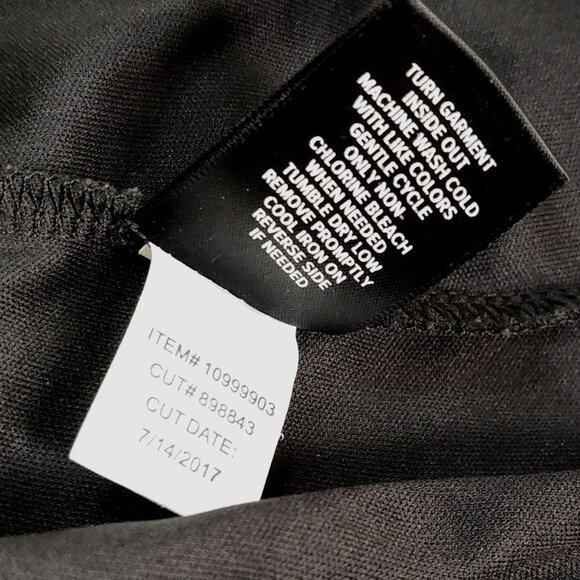 TURN GARMENT
INSIDE OUT
MACHINE WASH COLD
WITH LIKE COLORS
GENTLE CYCLE
ONLY NON-
CHLORINE BLEACH
WHEN NEEDED
TUMBLE DRY LOW
REMOVE PROMPTLY
COOL IRON ON
REVERSE SIDE
IF NEEDED
ITEM# 10999903
CUT# 898843
CUT DATE:
7/14/2017